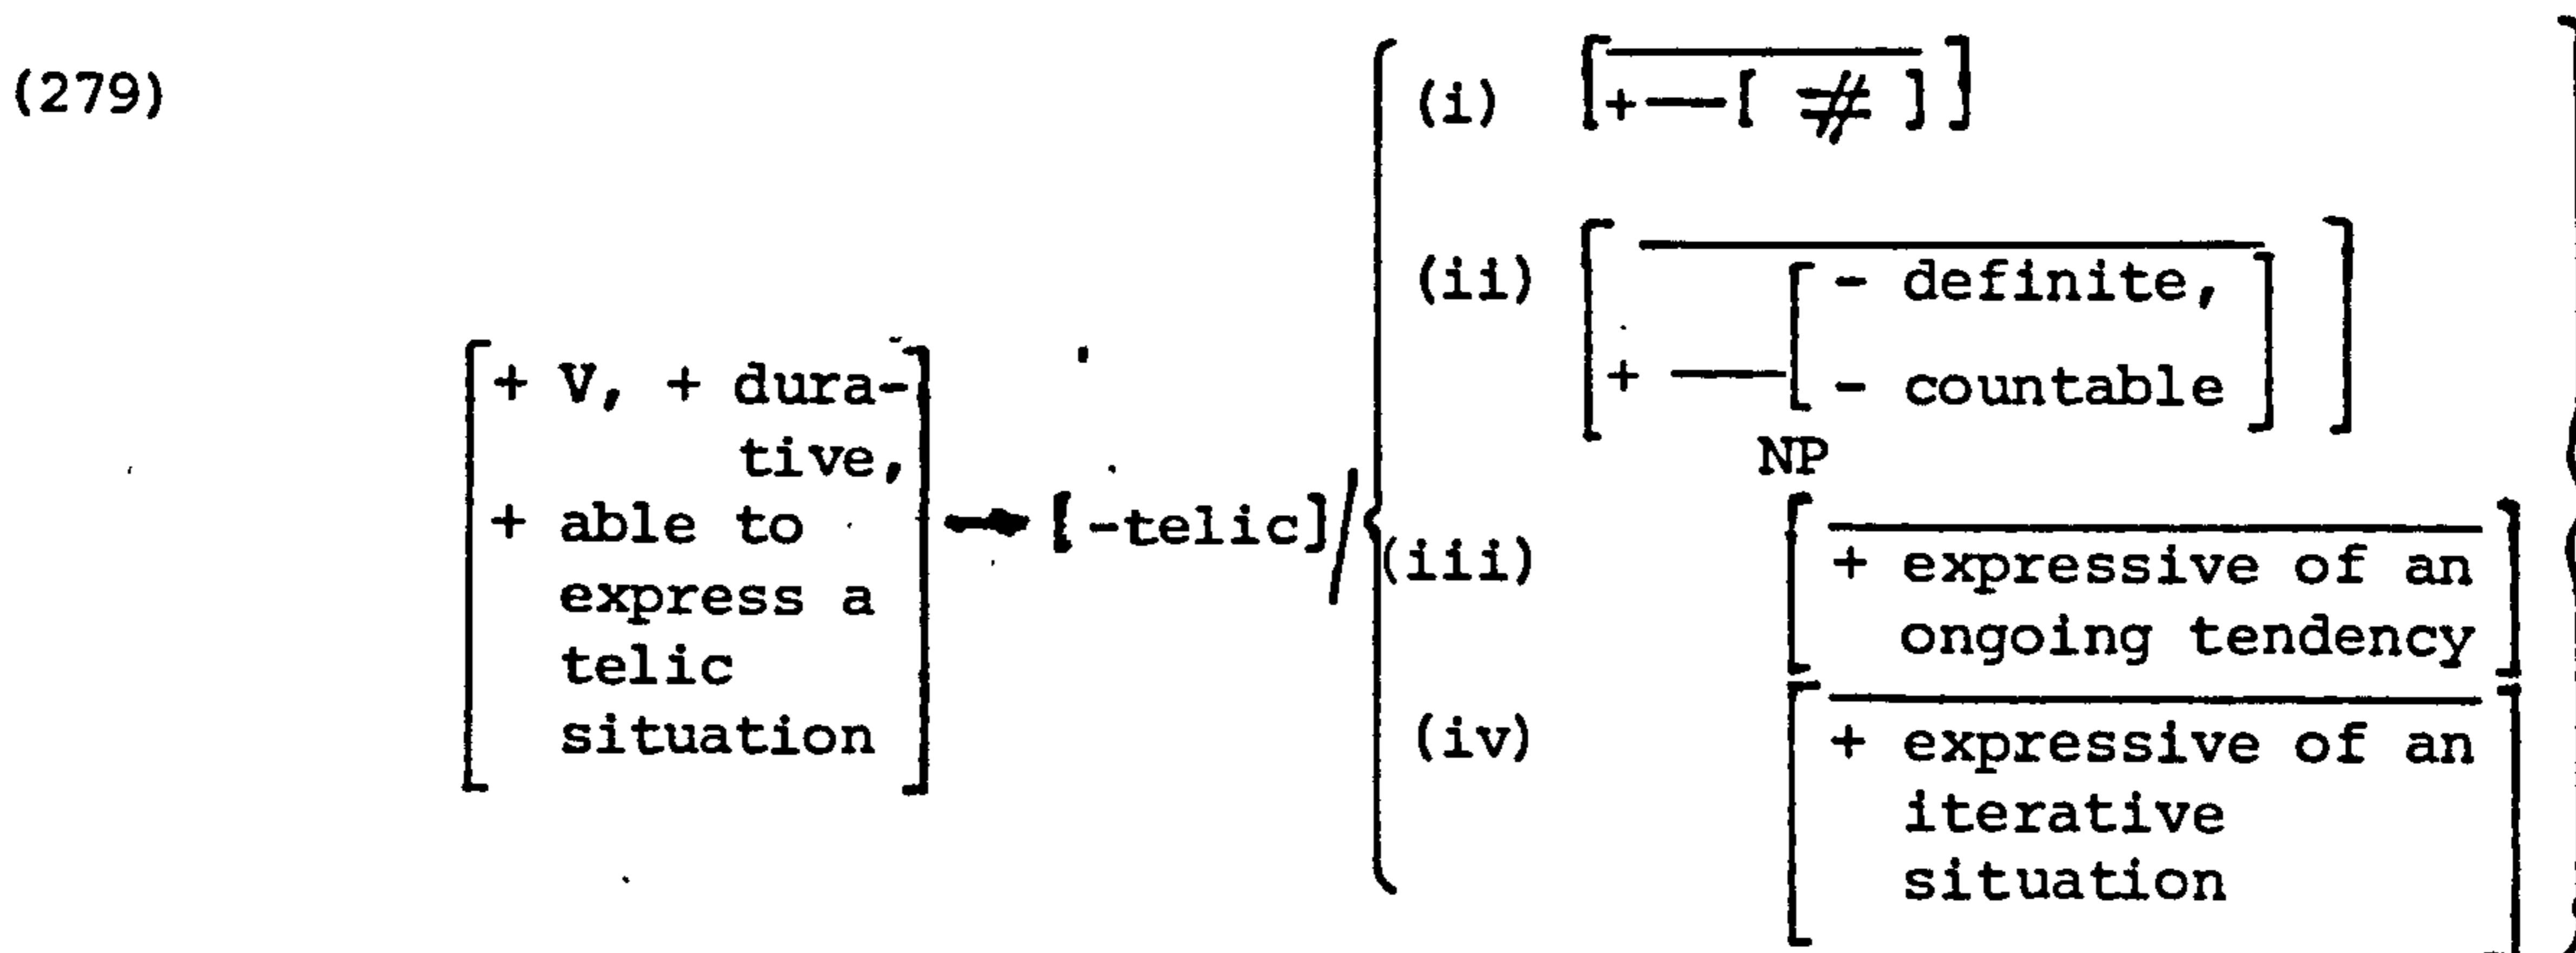 (279)
(i) [+—[ # ]]
(ii) [+ —[- definite,
- countable]]
NP
[+ V, + dura-
tive,
+ able to
express a
telic
situation] → [-telic]/
(iii) [+ expressive of an
ongoing tendency]
(iv) [+ expressive of an
iterative
situation]